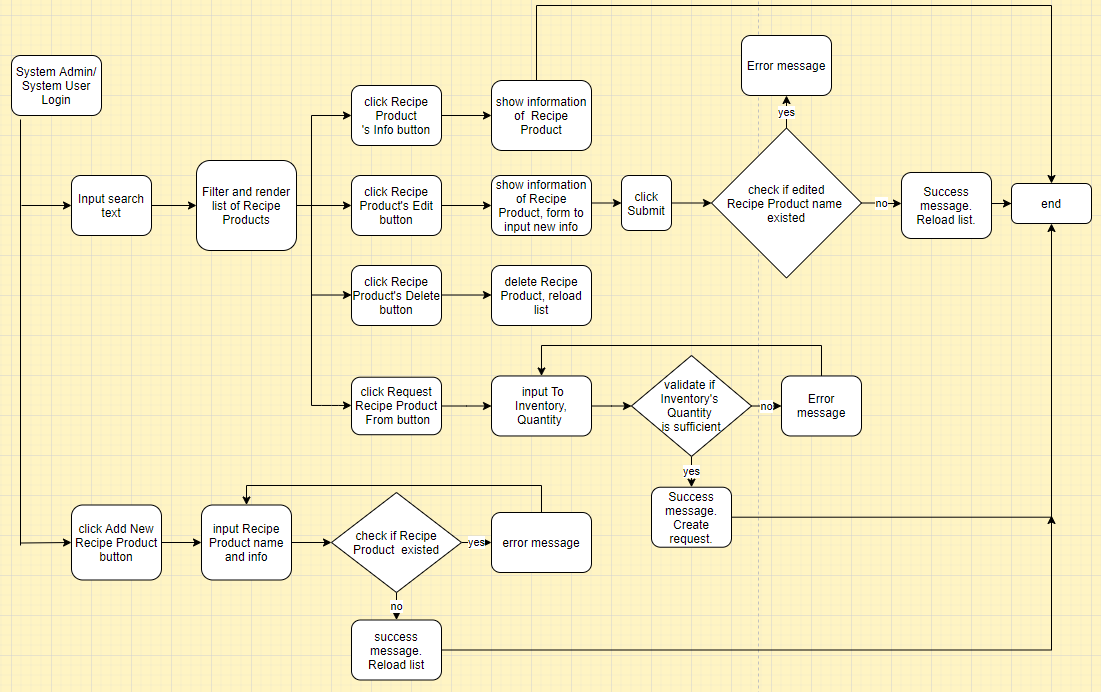 System Admin/
System User
Login
Input search
text
Filter and render
list of Recipe
Products
click Recipe
Product
's Info button
show information
of Recipe
Product
click Recipe
Product's Edit
button
show information
of Recipe
Product, form to
input new info
click
Submit
check if edited
Recipe Product name
existed
yes
Error message
no
Success
message.
Reload list.
end
click Recipe
Product's Delete
button
delete Recipe
Product, reload
list
click Request
Recipe Product
From button
input To
Inventory,
Quantity
validate if
Inventory's
Quantity
is sufficient
no
Error
message
yes
Success
message.
Create
request.
click Add New
Recipe Product
button
input Recipe
Product name
and info
check if Recipe
Product existed
yes
error message
no
success
message.
Reload list